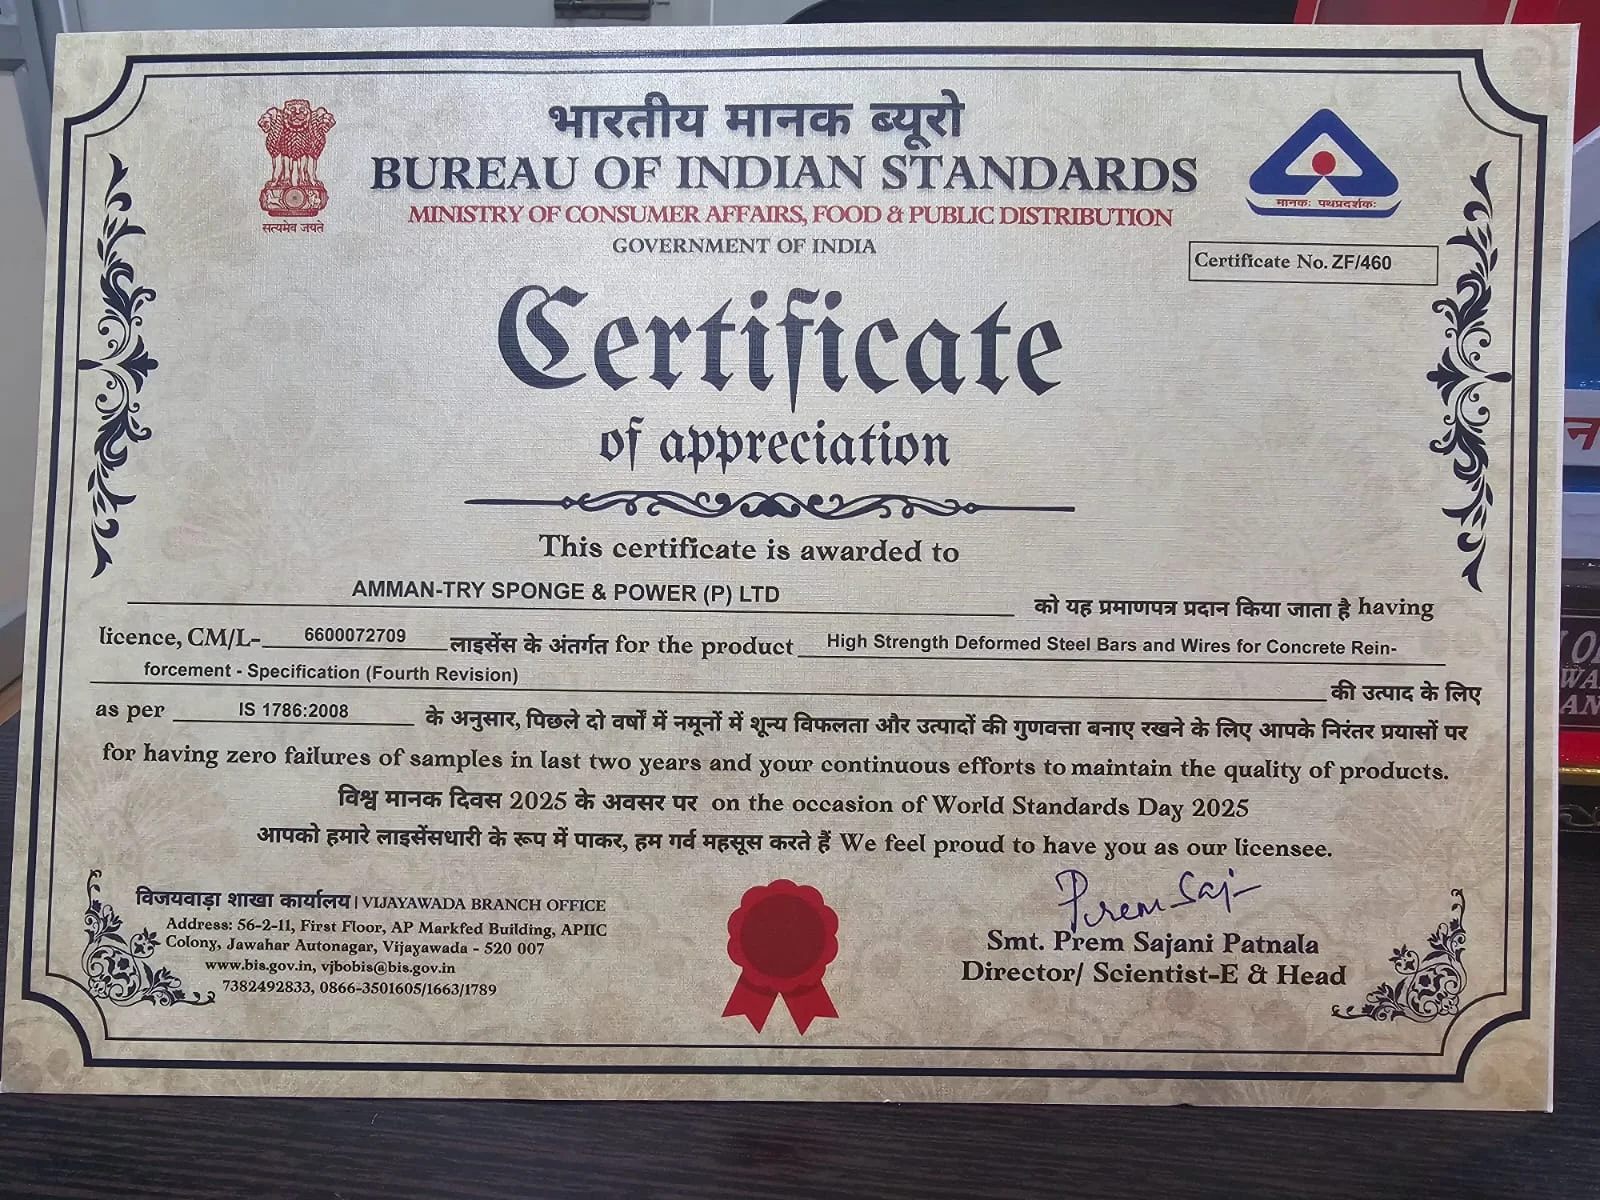 भारतीय मानक ब्यूरो
BUREAU OF INDIAN STANDARDS
MINISTRY OF CONSUMER AFFAIRS, FOOD & PUBLIC DISTRIBUTION
GOVERNMENT OF INDIA
सत्यमेव जयते
मानकः पथप्रदर्शकः
Certificate No. ZF/460
Certificate
of appreciation
This certificate is awarded to
AMMAN-TRY SPONGE & POWER (P) LTD को यह प्रमाणपत्र प्रदान किया जाता है having
licence, CM/L- 6600072709 लाइसेंस के अंतर्गत for the product High Strength Deformed Steel Bars and Wires for Concrete Rein-
forcement - Specification (Fourth Revision) की उत्पाद के लिए
as per IS 1786:2008 के अनुसार, पिछले दो वर्षों में नमूनों में शून्य विफलता और उत्पादों की गुणवत्ता बनाए रखने के लिए आपके निरंतर प्रयासों पर
for having zero failures of samples in last two years and your continuous efforts to maintain the quality of products.
विश्व मानक दिवस 2025 के अवसर पर on the occasion of World Standards Day 2025
आपको हमारे लाइसेंसधारी के रूप में पाकर, हम गर्व महसूस करते हैं We feel proud to have you as our licensee.
विजयवाड़ा शाखा कार्यालय | VIJAYAWADA BRANCH OFFICE
Address: 56-2-11, First Floor, AP Markfed Building, APIIC
Colony, Jawahar Autonagar, Vijayawada - 520 007
www.bis.gov.in, vjbobis@bis.gov.in
7382492833, 0866-3501605/1663/1789
Prem Saj
Smt. Prem Sajani Patnala
Director/ Scientist-E & Head
न